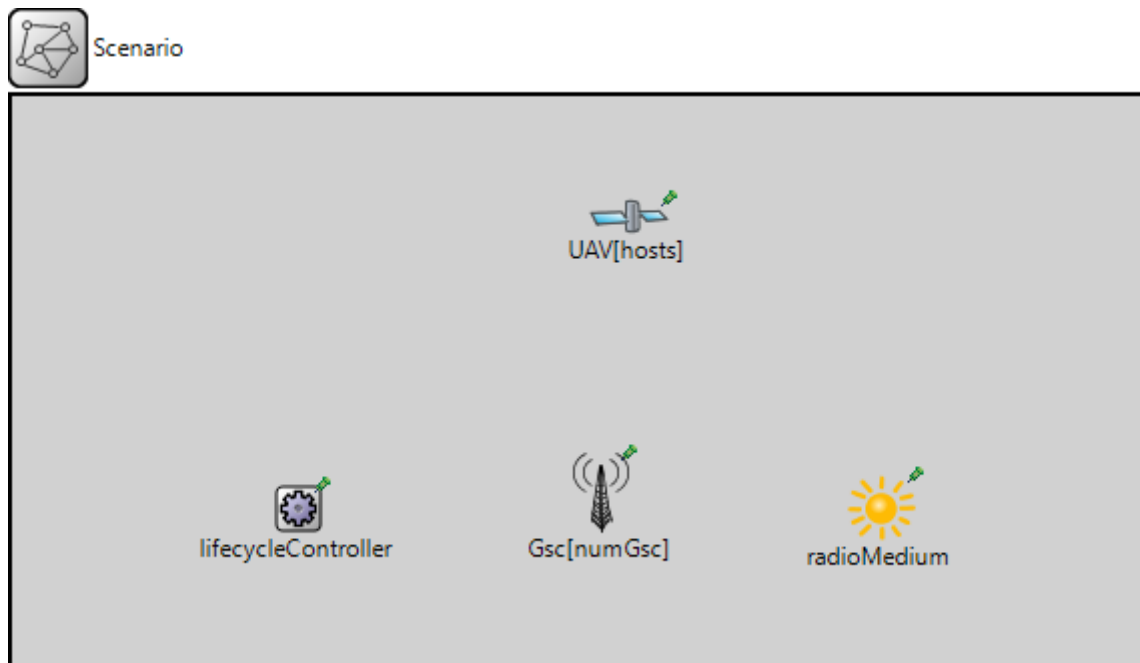 Scenario
UAV[hosts]
lifecycleController
Gsc[numGsc]
radioMedium